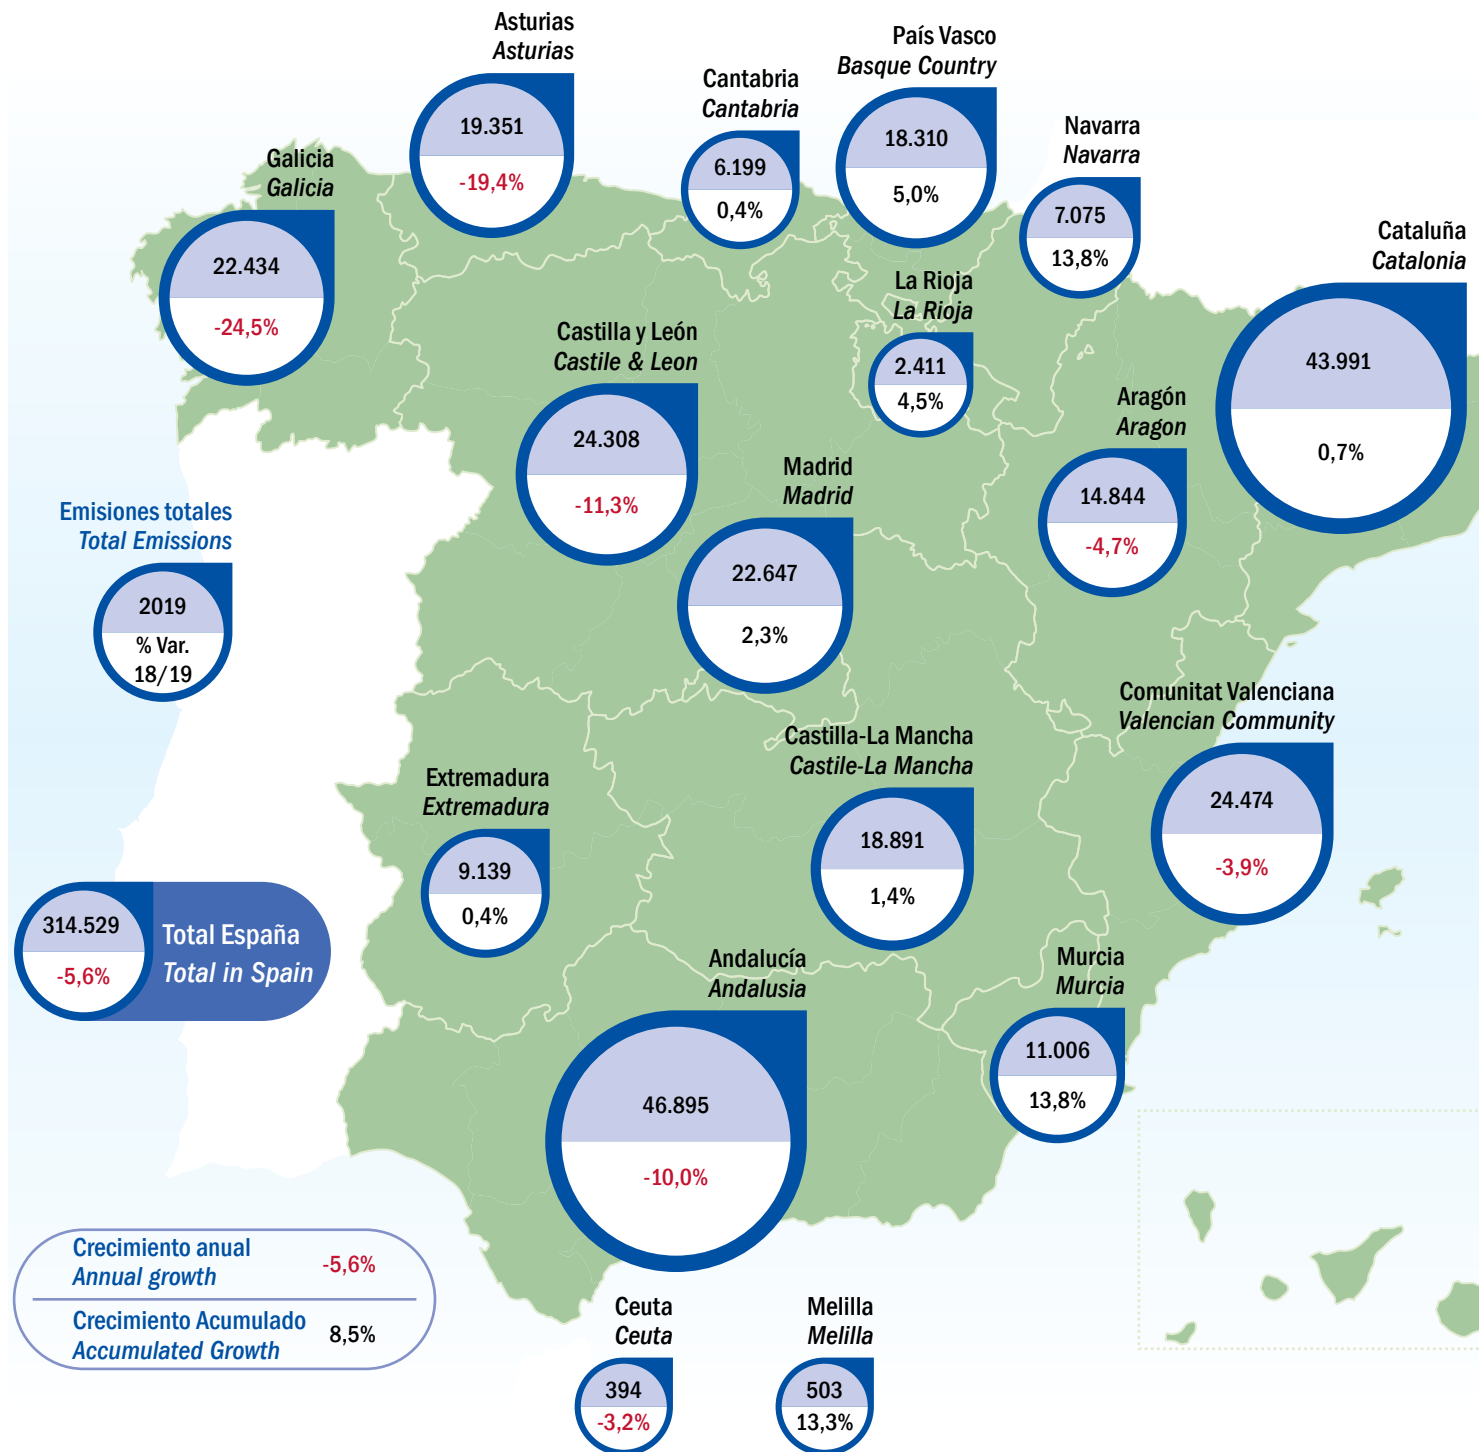 Asturias
Asturias
19.351
-19,4%
País Vasco
Basque Country
18.310
5,0%
Cantabria
Cantabria
6.199
0,4%
Navarra
Navarra
7.075
13,8%
Galicia
Galicia
22.434
-24,5%
Cataluña
Catalonia
43.991
0,7%
La Rioja
La Rioja
2.411
4,5%
Castilla y León
Castile & Leon
24.308
-11,3%
Aragón
Aragon
14.844
-4,7%
Madrid
Madrid
22.647
2,3%
Emisiones totales
Total Emissions
2019
% Var.
18/19
Comunitat Valenciana
Valencian Community
24.474
-3,9%
Castilla-La Mancha
Castile-La Mancha
18.891
1,4%
Extremadura
Extremadura
9.139
0,4%
314.529
-5,6%
Total España
Total in Spain
Andalucía
Andalusia
46.895
-10,0%
Murcia
Murcia
11.006
13,8%
Crecimiento anual
Annual growth
-5,6%
Crecimiento Acumulado
Accumulated Growth
8,5%
Ceuta
Ceuta
394
-3,2%
Melilla
Melilla
503
13,3%